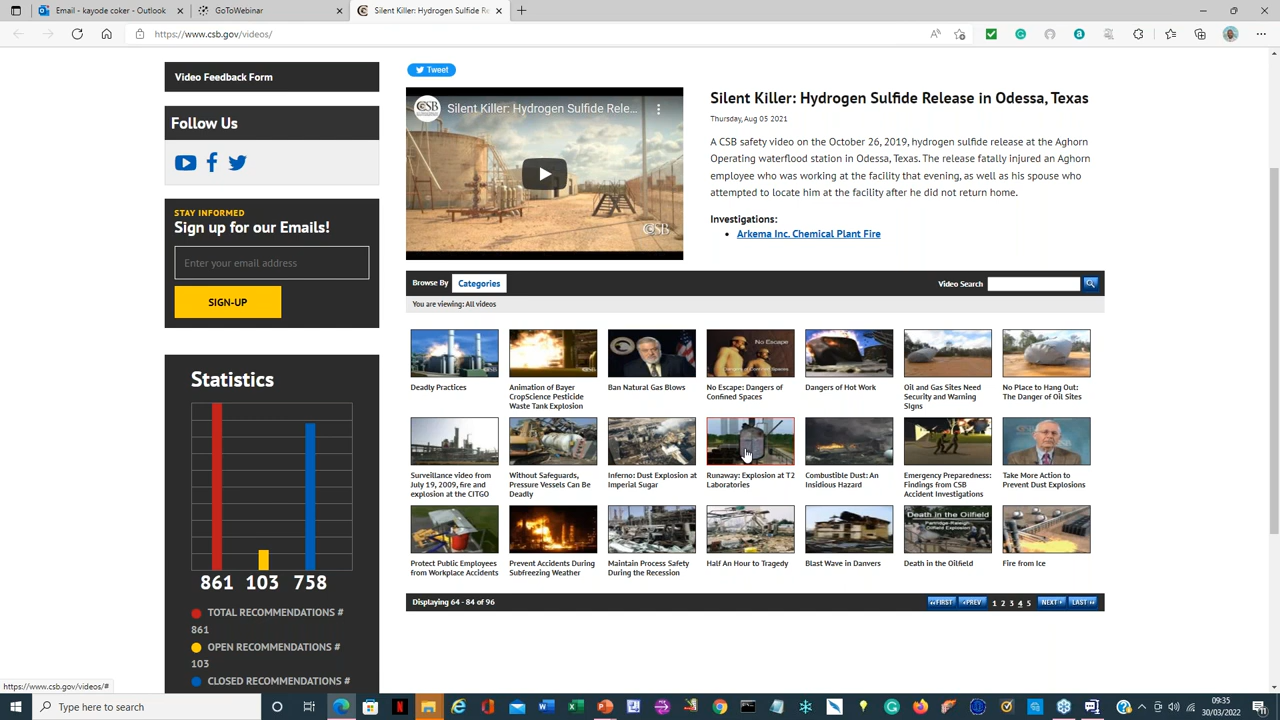 Email - kayode coker - Outlook
GoToWebinar
Silent Killer: Hydrogen Sulfide Re
https://www.csb.gov/videos/
Video Feedback Form
Follow Us
STAY INFORMED
Sign up for our Emails!
Enter your email address
SIGN-UP
Statistics
861 103 758
TOTAL RECOMMENDATIONS #
861
OPEN RECOMMENDATIONS #
103
CLOSED RECOMMENDATIONS #
Tweet
CSB
Silent Killer: Hydrogen Sulfide Rele...
CSB
Silent Killer: Hydrogen Sulfide Release in Odessa, Texas
Thursday, Aug 05 2021
A CSB safety video on the October 26, 2019, hydrogen sulfide release at the Aghorn
Operating waterflood station in Odessa, Texas. The release fatally injured an Aghorn
employee who was working at the facility that evening, as well as his spouse who
attempted to locate him at the facility after he did not return home.
Investigations:
Arkema Inc. Chemical Plant Fire
Browse By Categories
Video Search
You are viewing: All videos
Deadly Practices
Animation of Bayer
CropScience Pesticide
Waste Tank Explosion
Ban Natural Gas Blows
No Escape
No Escape: Dangers of
Confined Spaces
Dangers of Hot Work
Oil and Gas Sites Need
Security and Warning
Signs
No Place to Hang Out:
The Danger of Oil Sites
Surveillance video from
July 19, 2009, fire and
explosion at the CITGO
Without Safeguards,
Pressure Vessels Can Be
Deadly
Inferno: Dust Explosion at
Imperial Sugar
Runaway: Explosion at T2
Laboratories
Combustible Dust: An
Insidious Hazard
Emergency Preparedness:
Findings from CSB
Accident Investigations
Take More Action to
Prevent Dust Explosions
Protect Public Employees
from Workplace Accidents
Prevent Accidents During
Subfreezing Weather
Maintain Process Safety
During the Recession
Half An Hour to Tragedy
Blast Wave in Danvers
Death in the Oilfield
Death in the Oilfield
Fire from Ice
Displaying 64 - 84 of 96
FIRST PREV 1 2 3 4 5 NEXT LAST
https://www.csb.gov/videos/#
Type here to search
09:35
30/03/2022